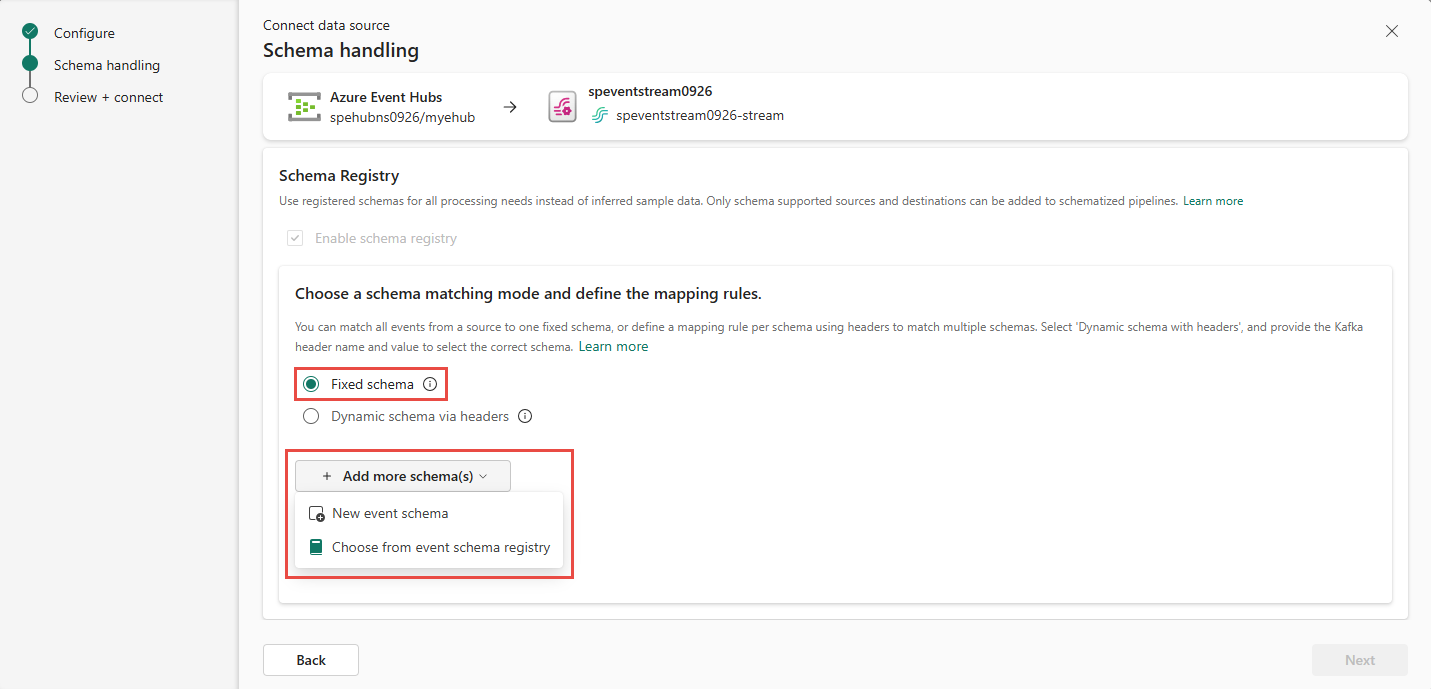 Configure
Schema handling
Review + connect
Connect data source
Schema handling
Azure Event Hubs
spehubns0926/myehub
speventstream0926
speventstream0926-stream
Schema Registry
Use registered schemas for all processing needs instead of inferred sample data. Only schema supported sources and destinations can be added to schematized pipelines. Learn more
Enable schema registry
Choose a schema matching mode and define the mapping rules.
You can match all events from a source to one fixed schema, or define a mapping rule per schema using headers to match multiple schemas. Select 'Dynamic schema with headers', and provide the Kafka
header name and value to select the correct schema. Learn more
Fixed schema
Dynamic schema via headers
+ Add more schema(s)
New event schema
Choose from event schema registry
Back
Next